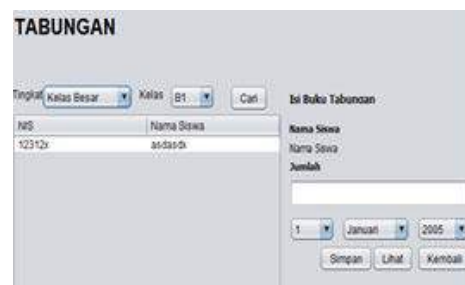 TABUNGAN
Tingkat Kelas Besar Kelas B1 Cari
NIS Nama Siswa
12312x asdasdx
Isi Buku Tabungan
Nama Siswa
Nama Siswa
Jumlah
1 Januari 2005
Simpan Lihat Kembali